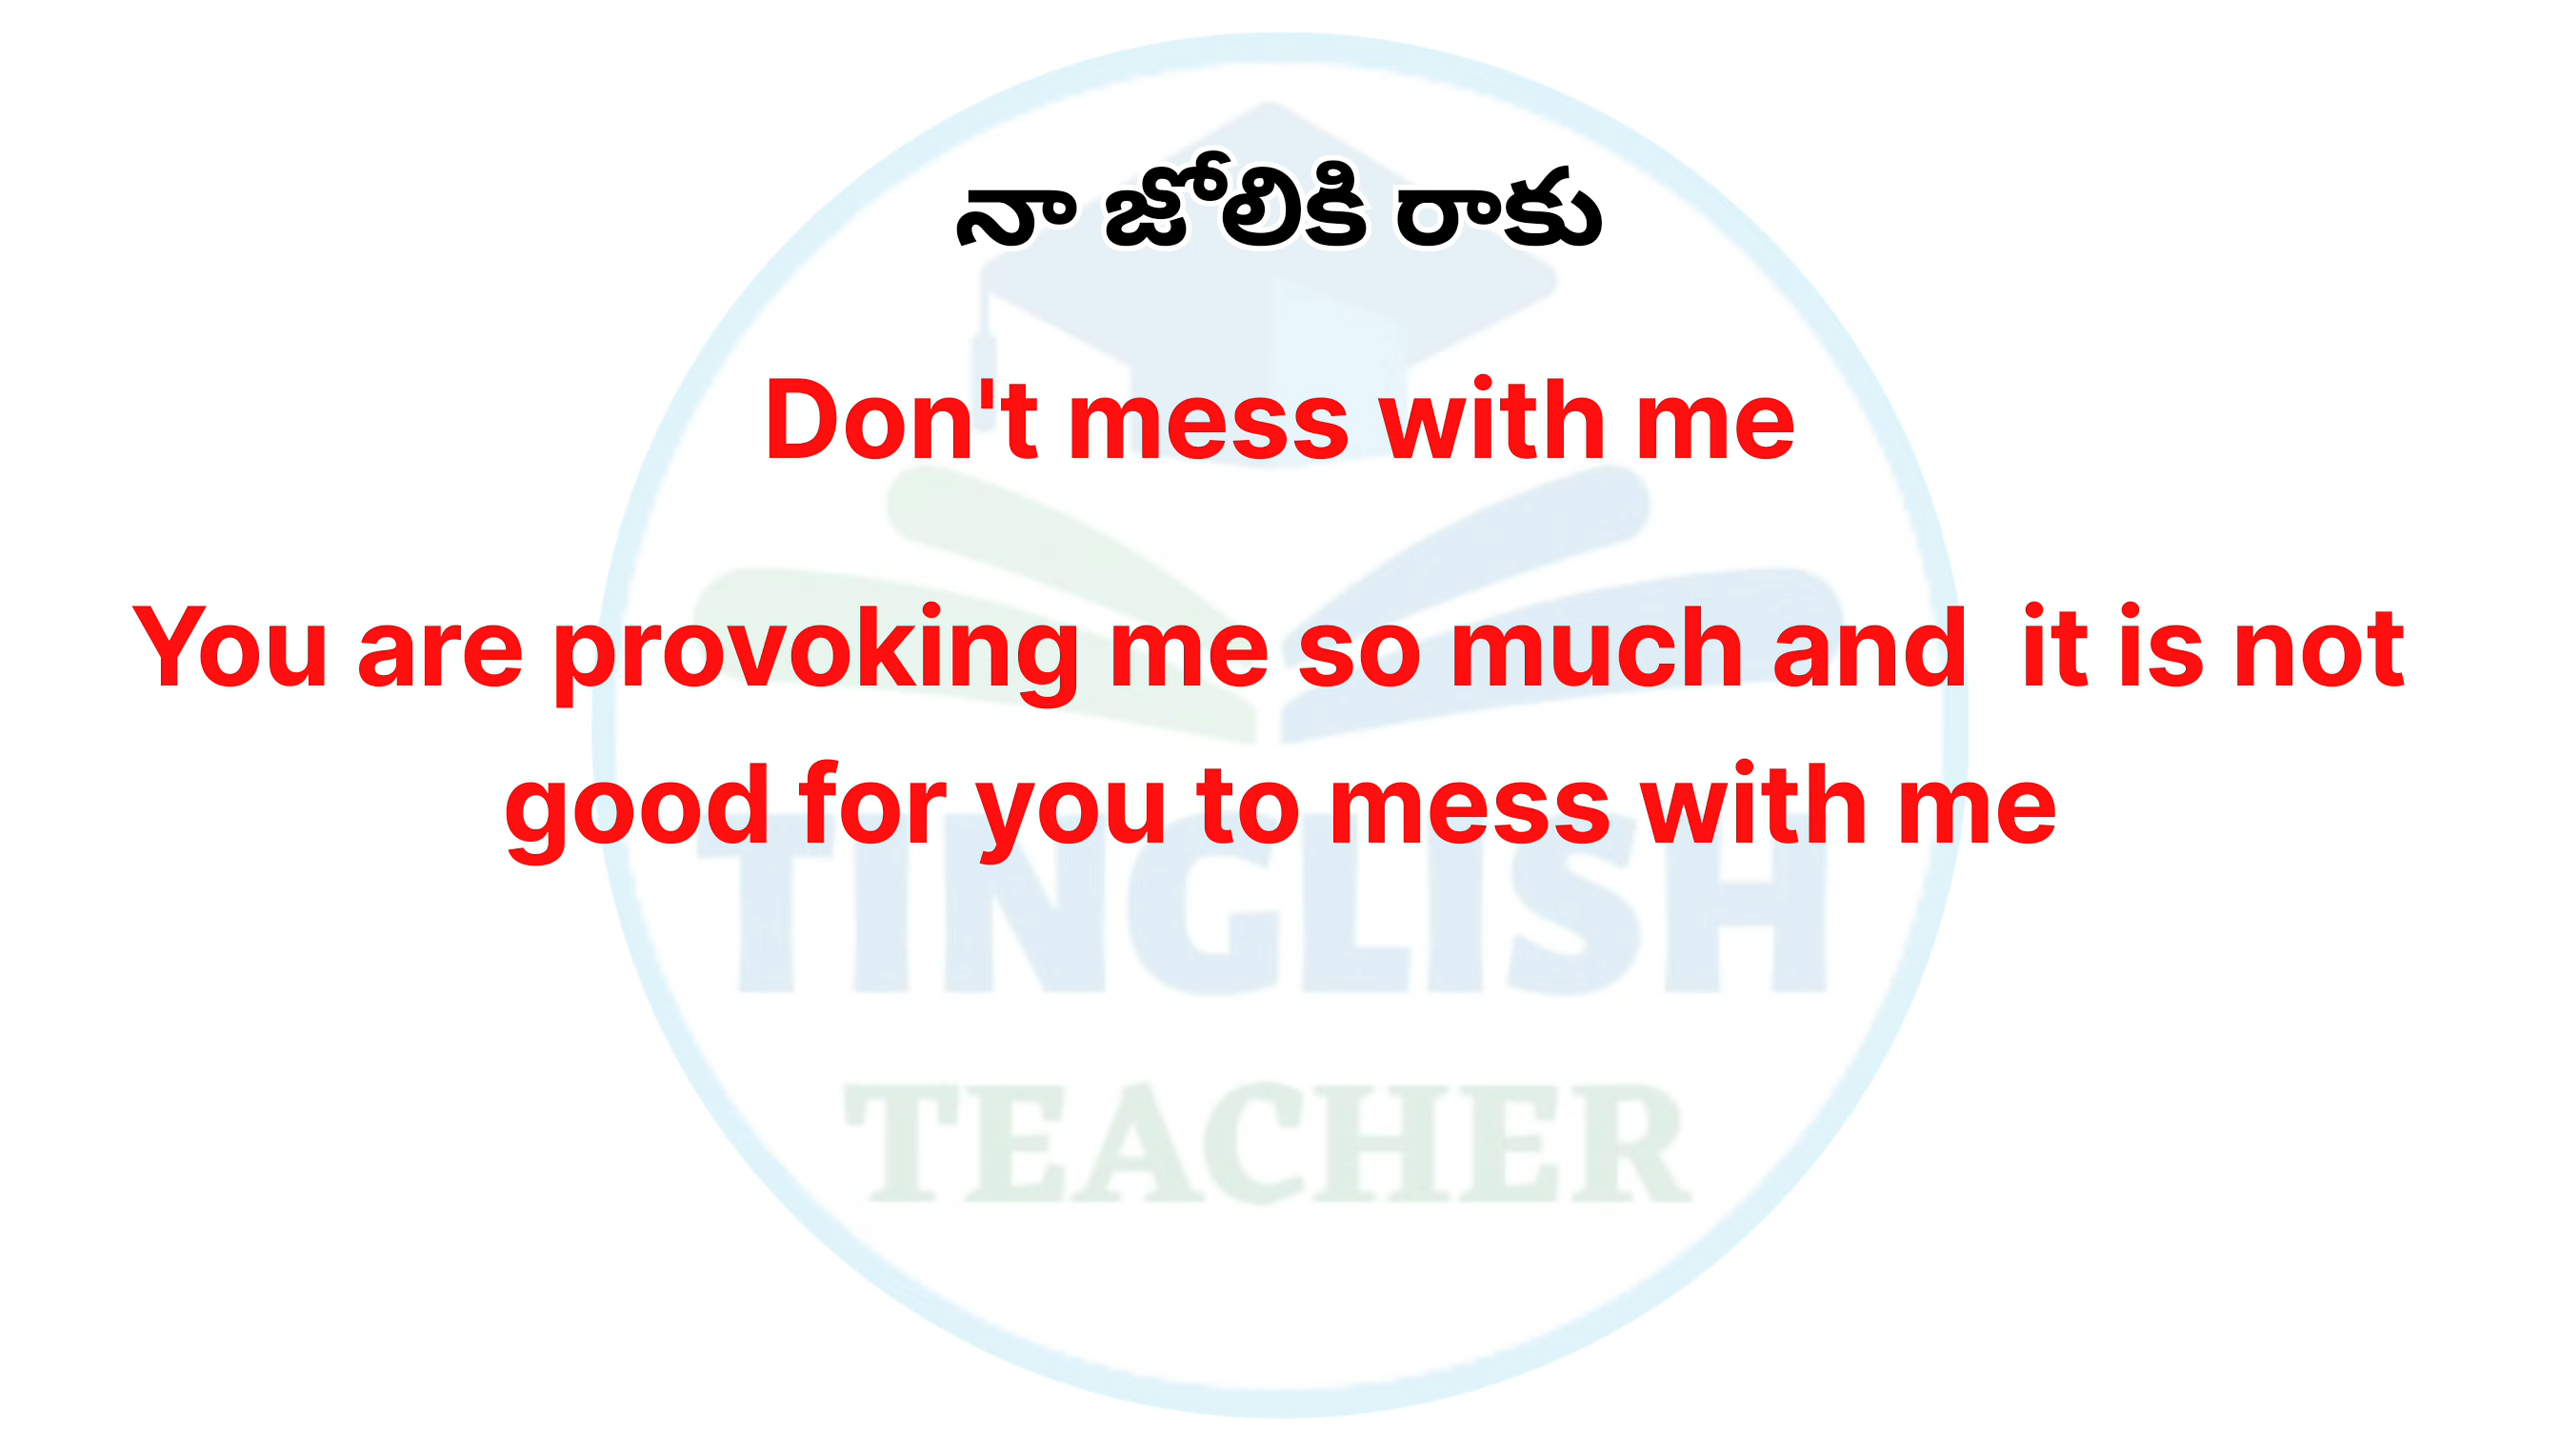 నా జోలికి రాకు
Don't mess with me
You are provoking me so much and  it is not
good for you to mess with me
TINGLISH
TEACHER